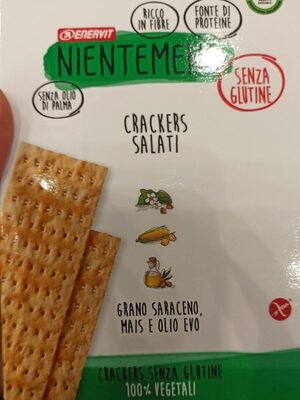 RICCO
IN FIBRE
FONTE DI
PROTEINE
ENERVIT
SENZA OLIO
DI PALMA
SENZA
GLUTINE
CRACKERS
SALATI
GRANO SARACENO,
MAIS E OLIO EVO
CRACKERS SENZA GLUTINE
100% VEGETALI